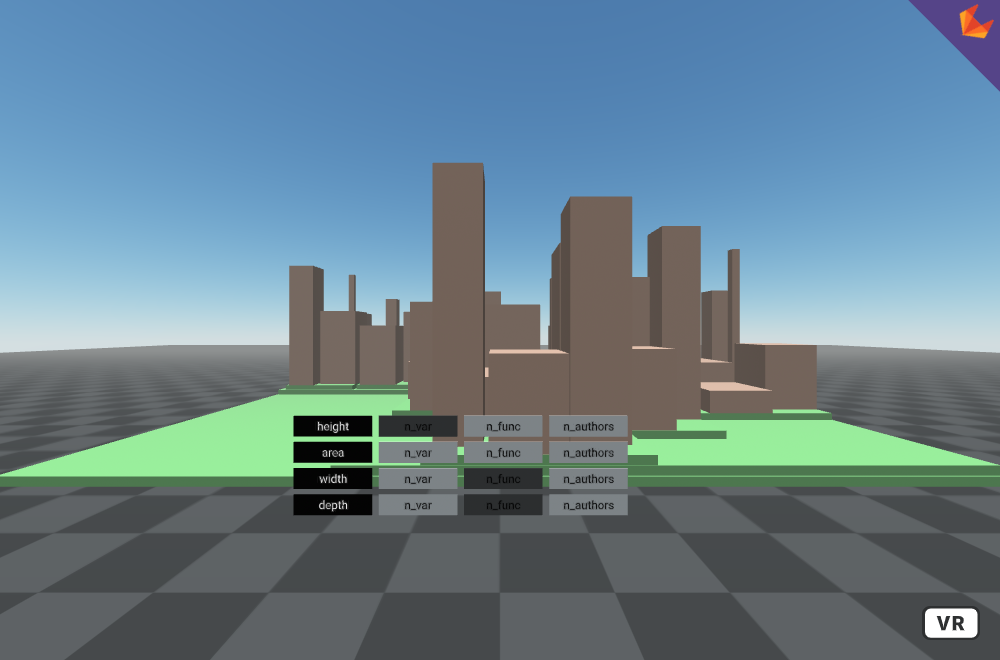 height n_var n_func n_authors
area n_var n_func n_authors
width n_var n_func n_authors
depth n_var n_func n_authors
VR